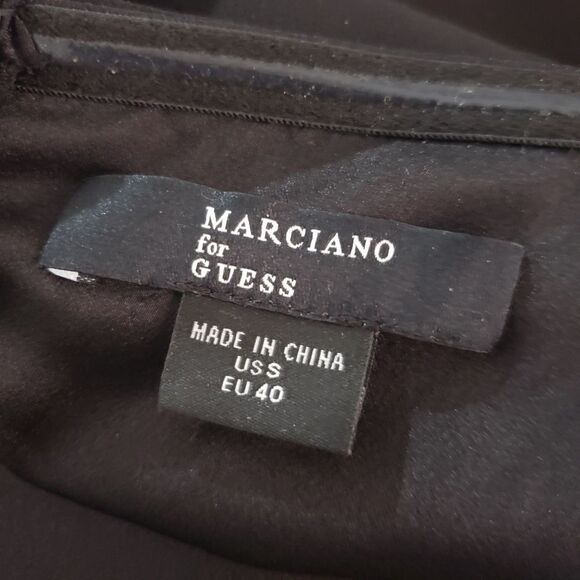 MARCIANO
for
GUESS
MADE IN CHINA
US S
EU 40